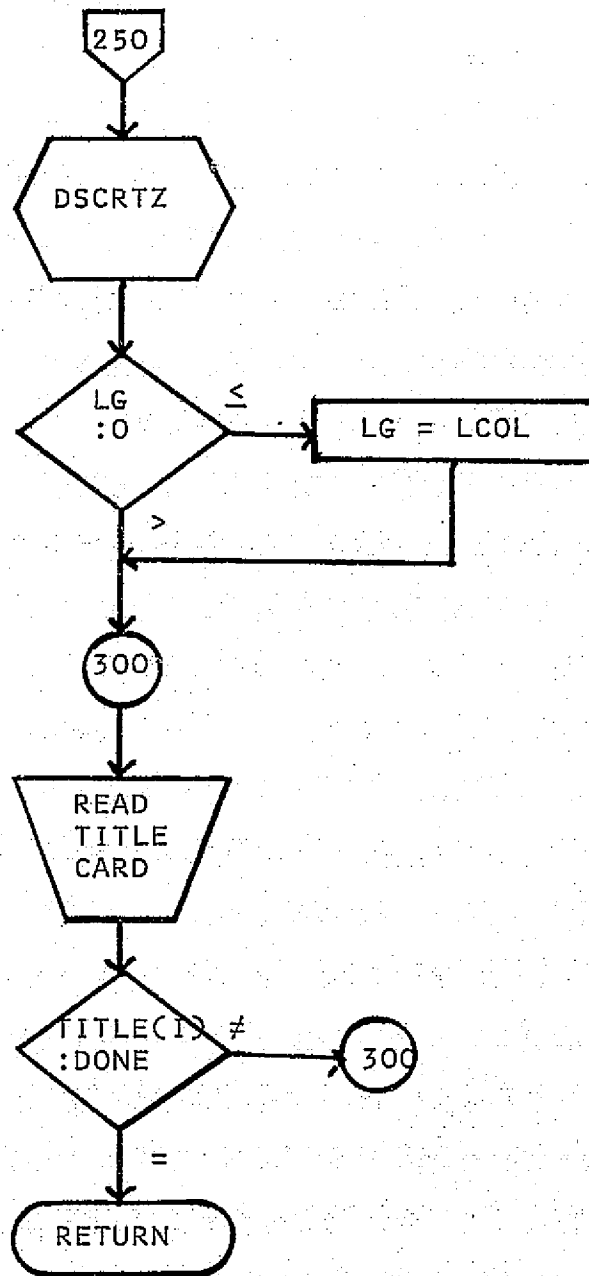 250
DSCRTZ
LG
:0
≤
LG = LCOL
>
300
READ
TITLE
CARD
TITLE(I) ≠
:DONE
300
=
RETURN